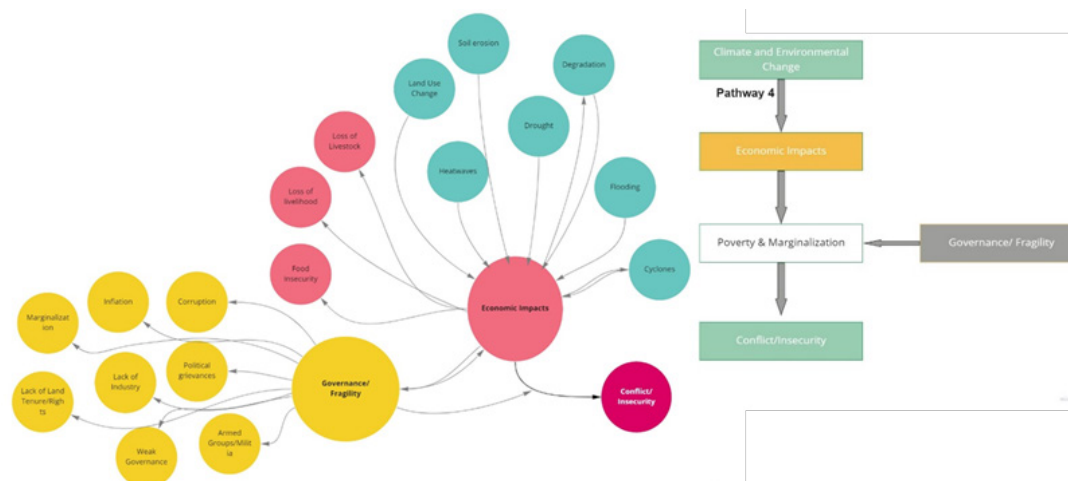 Soil erosion
Degradation
Land Use
Change
Drought
Loss of
Livestock
Heatwaves
Flooding
Loss of
livelihood
Food
Insecurity
Cyclones
Economic Impacts
Inflation
Corruption
Marginalizat
ion
Political
grievances
Lack of
Industry
Lack of Land
Tenure/Righ
ts
Governance/
Fragility
Armed
Groups/Milit
ia
Weak
Governance
Conflict/
Insecurity
Climate and Environmental
Change
Pathway 4
Economic Impacts
Poverty & Marginalization
Governance/ Fragility
Conflict/Insecurity